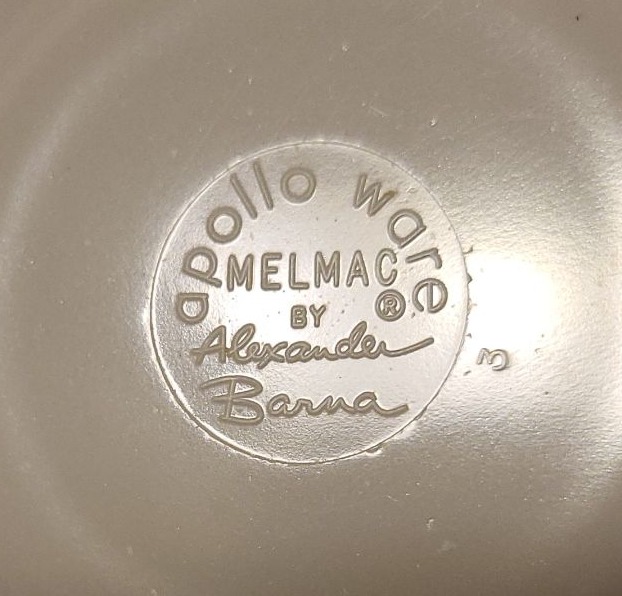 apollo ware
MELMAC®
BY
Alexander
Barna
3